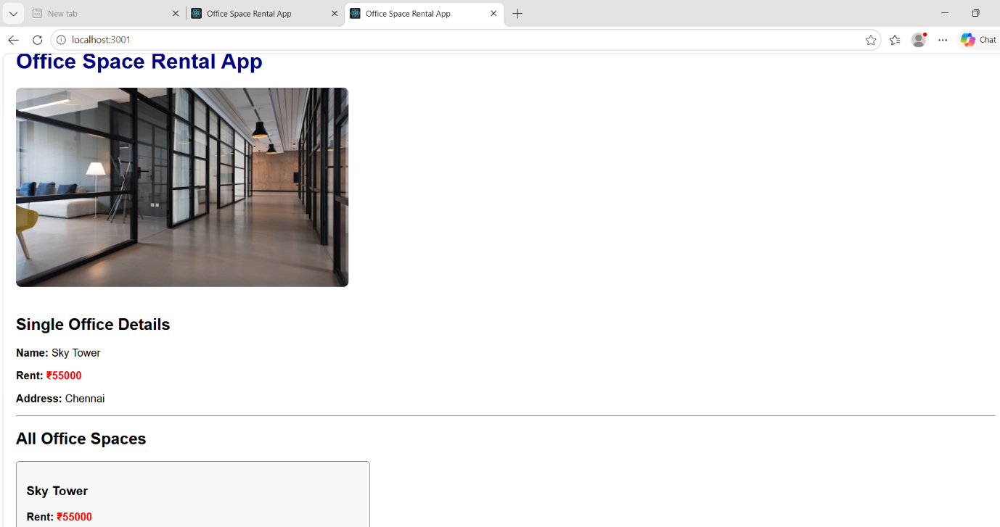 New tab
Office Space Rental App
Office Space Rental App
localhost:3001
Chat
Office Space Rental App
Single Office Details
Name: Sky Tower
Rent: ₹55000
Address: Chennai
All Office Spaces
Sky Tower
Rent: ₹55000